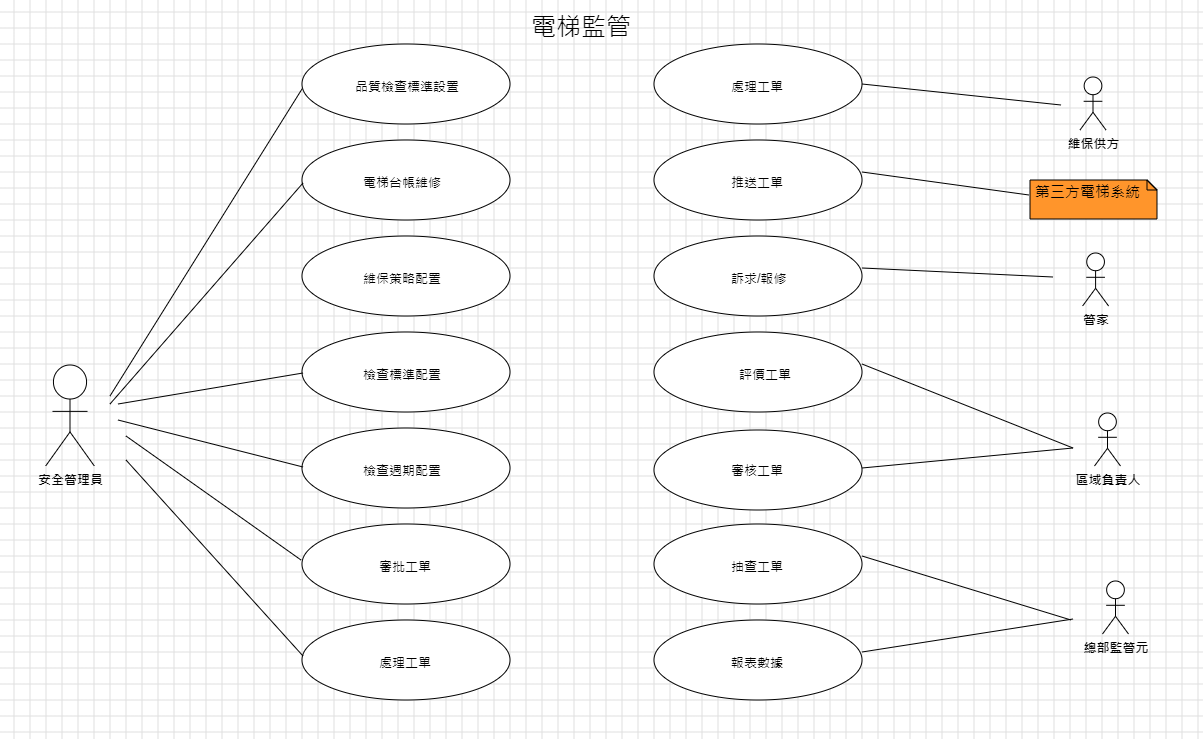 電梯監管
品質檢查標準設置
電梯台帳維修
維保策略配置
檢查標準配置
檢查週期配置
審批工單
處理工單
安全管理員
處理工單
推送工單
訴求/報修
評價工單
審核工單
抽查工單
報表數據
維保供方
第三方電梯系統
管家
區域負責人
總部監管元